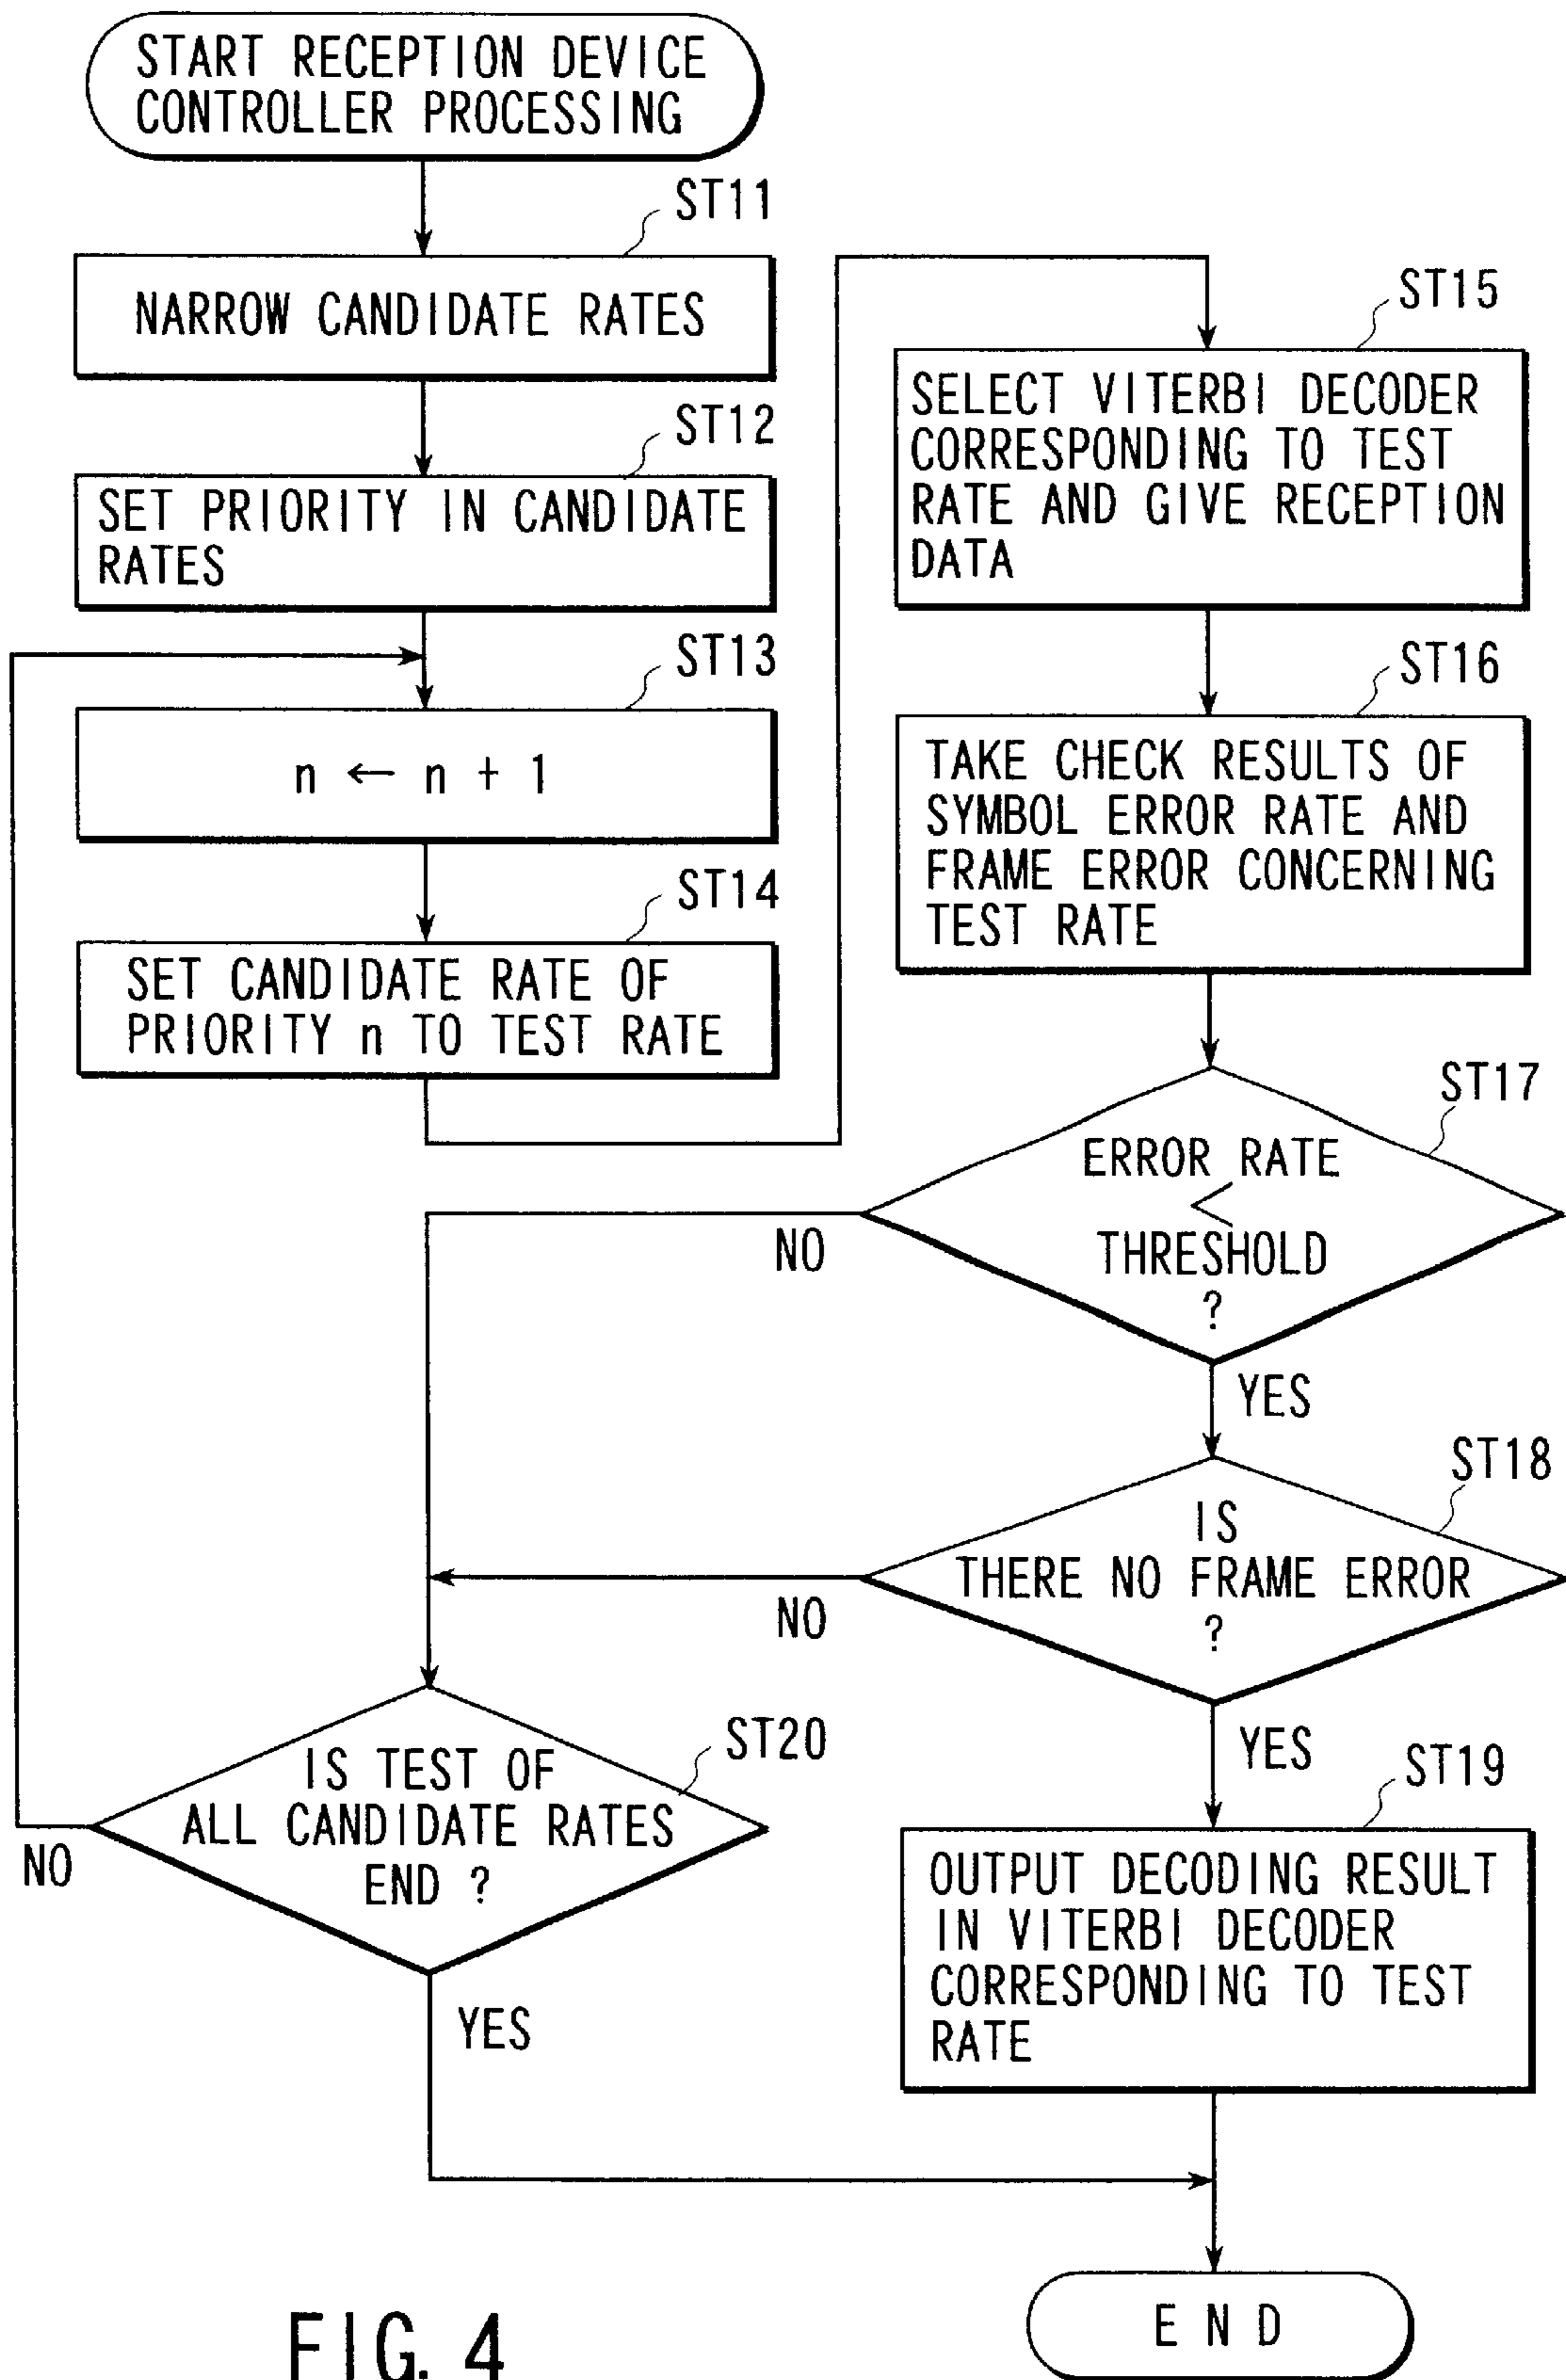 START RECEPTION DEVICE
CONTROLLER PROCESSING
ST11
NARROW CANDIDATE RATES
ST12
SET PRIORITY IN CANDIDATE
RATES
ST13
n ← n + 1
ST14
SET CANDIDATE RATE OF
PRIORITY n TO TEST RATE
ST15
SELECT VITERBI DECODER
CORRESPONDING TO TEST
RATE AND GIVE RECEPTION
DATA
ST16
TAKE CHECK RESULTS OF
SYMBOL ERROR RATE AND
FRAME ERROR CONCERNING
TEST RATE
ST17
ERROR RATE
<
THRESHOLD
?
NO
YES
ST18
IS
THERE NO FRAME ERROR
?
NO
YES
ST19
OUTPUT DECODING RESULT
IN VITERBI DECODER
CORRESPONDING TO TEST
RATE
ST20
IS TEST OF
ALL CANDIDATE RATES
END ?
NO
YES
END
FIG. 4